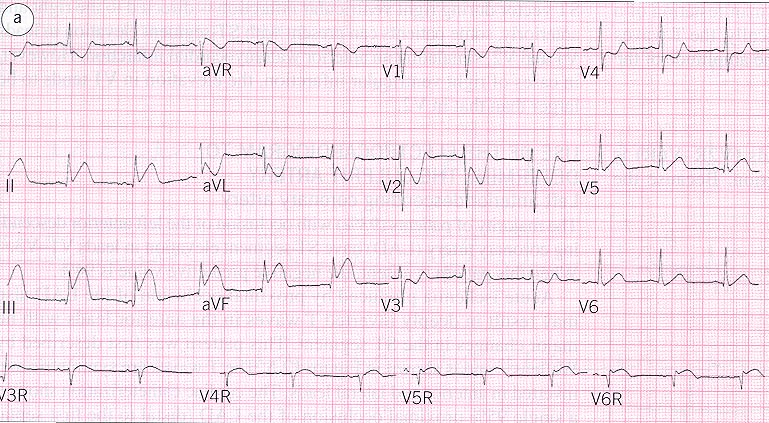 a
I aVR V1 V4
II aVL V2 V5
III aVF V3 V6
V3R V4R V5R V6R